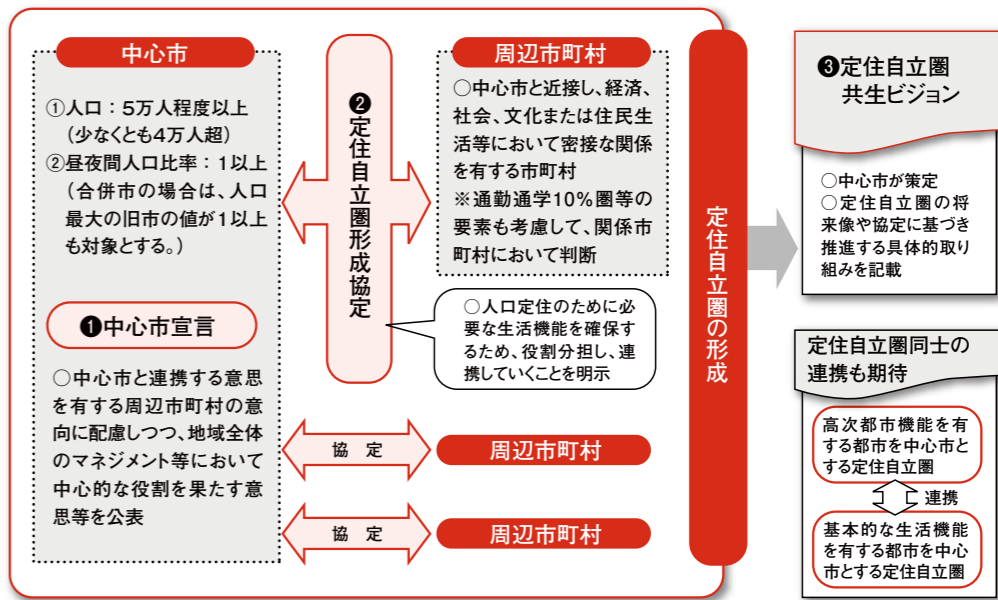 中心市
①人口：5万人程度以上
（少なくとも4万人超）
②昼夜間人口比率：1以上
（合併市の場合は、人口
最大の旧市の値が1以上
も対象とする。）
❶中心市宣言
○中心市と連携する意思
を有する周辺市町村の意
向に配慮しつつ、地域全体
のマネジメント等において
中心的な役割を果たす意
思等を公表
❷定住自立圏形成協定
周辺市町村
○中心市と近接し、経済、
社会、文化または住民生
活等において密接な関係
を有する市町村
※通勤通学10％圏等の
要素も考慮して、関係市
町村において判断
○人口定住のために必
要な生活機能を確保す
るため、役割分担し、連
携していくことを明示
協 定
周辺市町村
協 定
周辺市町村
定住自立圏の形成
❸定住自立圏
共生ビジョン
○中心市が策定
○定住自立圏の将
来像や協定に基づき
推進する具体的取り
組みを記載
定住自立圏同士の
連携も期待
高次都市機能を有
する都市を中心市と
する定住自立圏
連携
基本的な生活機能
を有する都市を中心
市とする定住自立圏